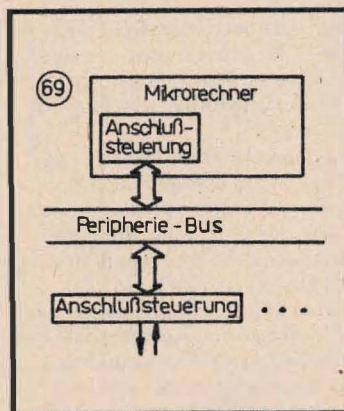 69
Mikrorechner
Anschluß-
steuerung
Peripherie-Bus
Anschlußsteuerung ...